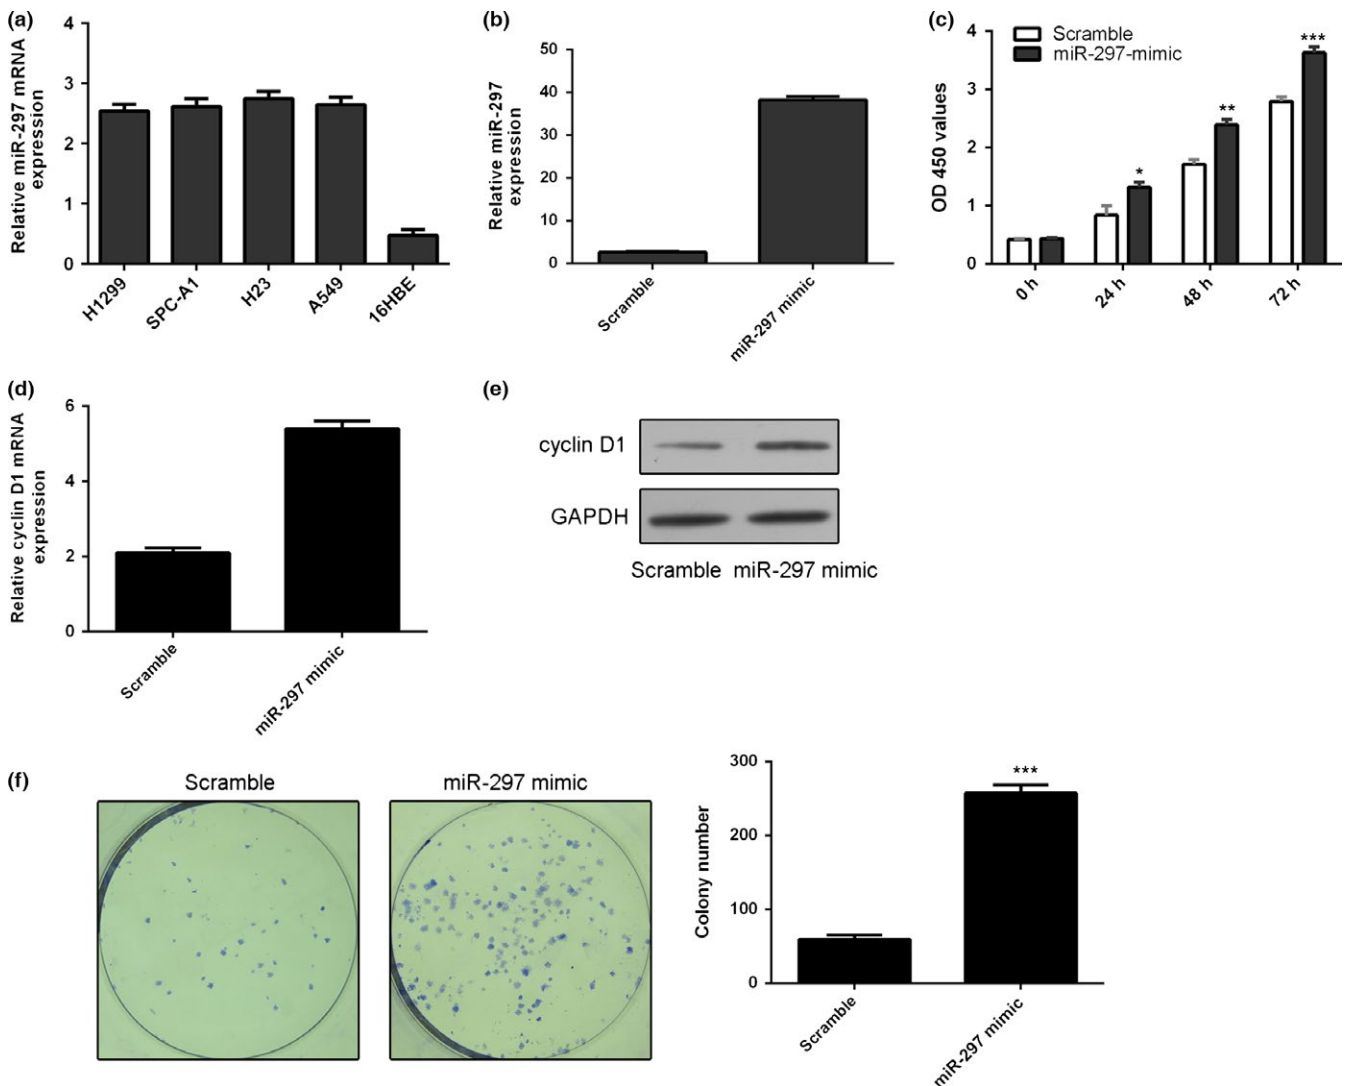 (a)
Relative miR-297 mRNA
expression
4
3
2
1
0
H1299
SPC-A1
H23
A549
16HBE
(b)
Relative miR-297
expression
50
40
30
20
10
0
Scramble
miR-297 mimic
(c)
OD 450 values
4
3
2
1
0
Scramble
miR-297-mimic
*
**
***
0 h
24 h
48 h
72 h
(d)
Relative cyclin D1 mRNA
expression
6
4
2
0
Scramble
miR-297 mimic
(e)
cyclin D1
GAPDH
Scramble miR-297 mimic
(f)
Scramble
miR-297 mimic
Colony number
300
200
100
0
***
Scramble
miR-297 mimic